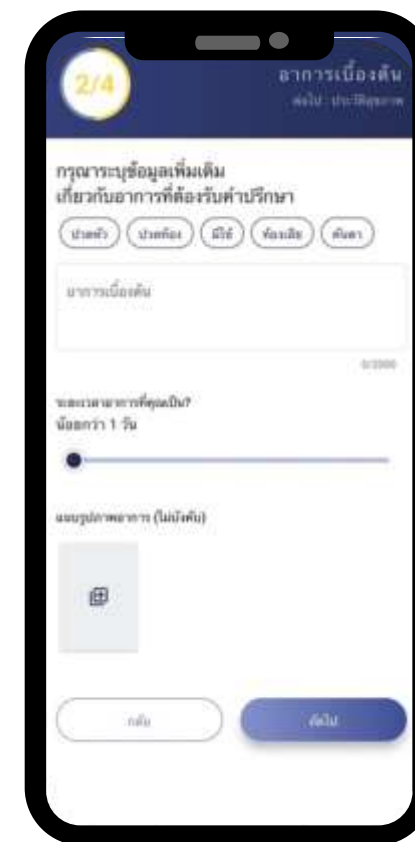 2/4
อาการเบื้องต้น
ต่อไป : ประวัติสุขภาพ
กรุณาระบุข้อมูลเพิ่มเติม
เกี่ยวกับอาการที่ต้องรับคำปรึกษา
ปวดหัว ปวดท้อง มีไข้ ท้องเสีย คันตา
อาการเบื้องต้น
0/2000
ระยะเวลาอาการที่คุณเป็น?
น้อยกว่า 1 วัน
แนบรูปภาพอาการ (ไม่บังคับ)
กลับ ถัดไป